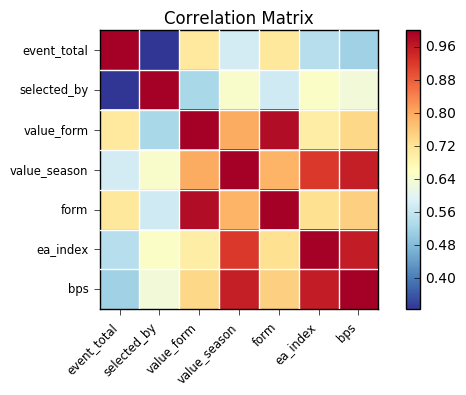 Correlation Matrix
event_total
selected_by
value_form
value_season
form
ea_index
bps
event_total
selected_by
value_form
value_season
form
ea_index
bps
0.96
0.88
0.80
0.72
0.64
0.56
0.48
0.40